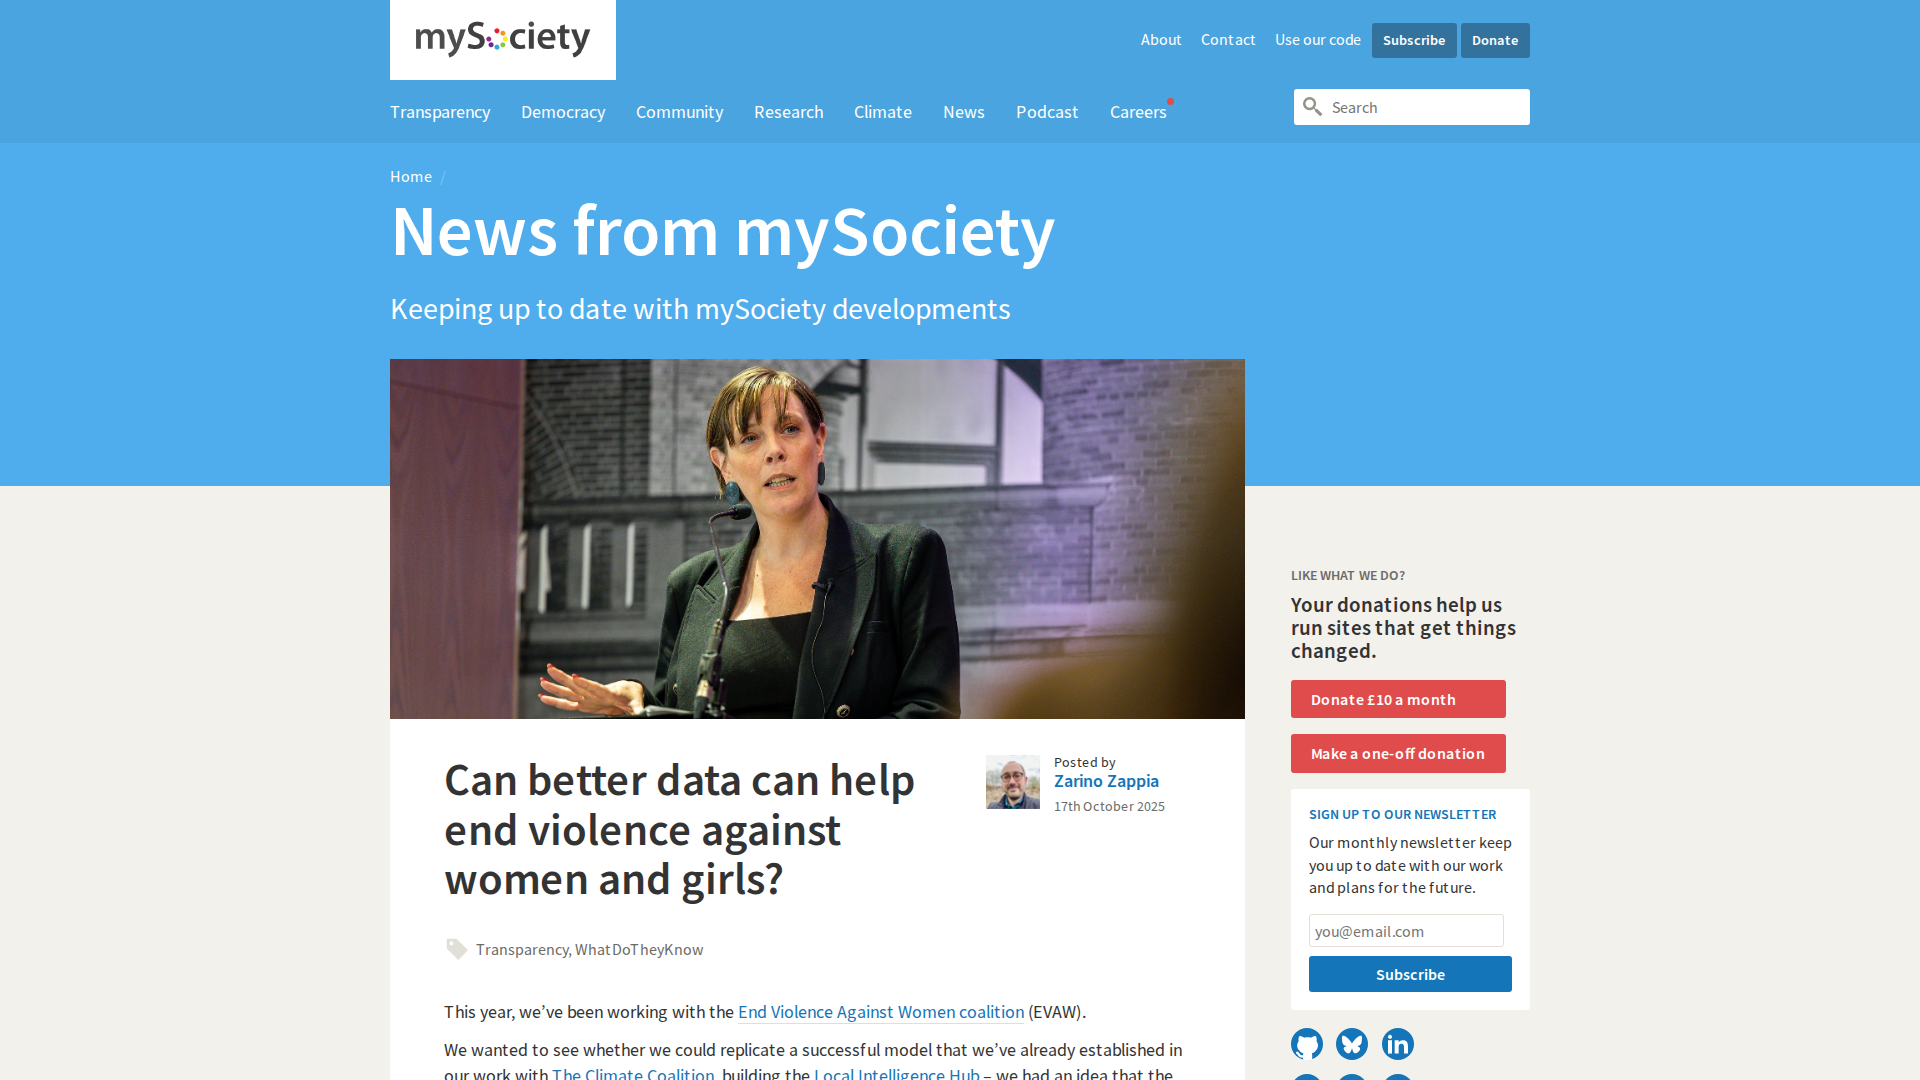 mySociety
About
Contact
Use our code
Subscribe
Donate
Transparency
Democracy
Community
Research
Climate
News
Podcast
Careers
Search
Home /
News from mySociety
Keeping up to date with mySociety developments
Can better data can help
end violence against
women and girls?
Posted by
Zarino Zappia
17th October 2025
Transparency, WhatDoTheyKnow
This year, we’ve been working with the End Violence Against Women coalition (EVAW).
We wanted to see whether we could replicate a successful model that we’ve already established in
our work with The Climate Coalition, building the Local Intelligence Hub – we had an idea that the
LIKE WHAT WE DO?
Your donations help us
run sites that get things
changed.
Donate £10 a month
Make a one-off donation
SIGN UP TO OUR NEWSLETTER
Our monthly newsletter keep
you up to date with our work
and plans for the future.
you@email.com
Subscribe
in